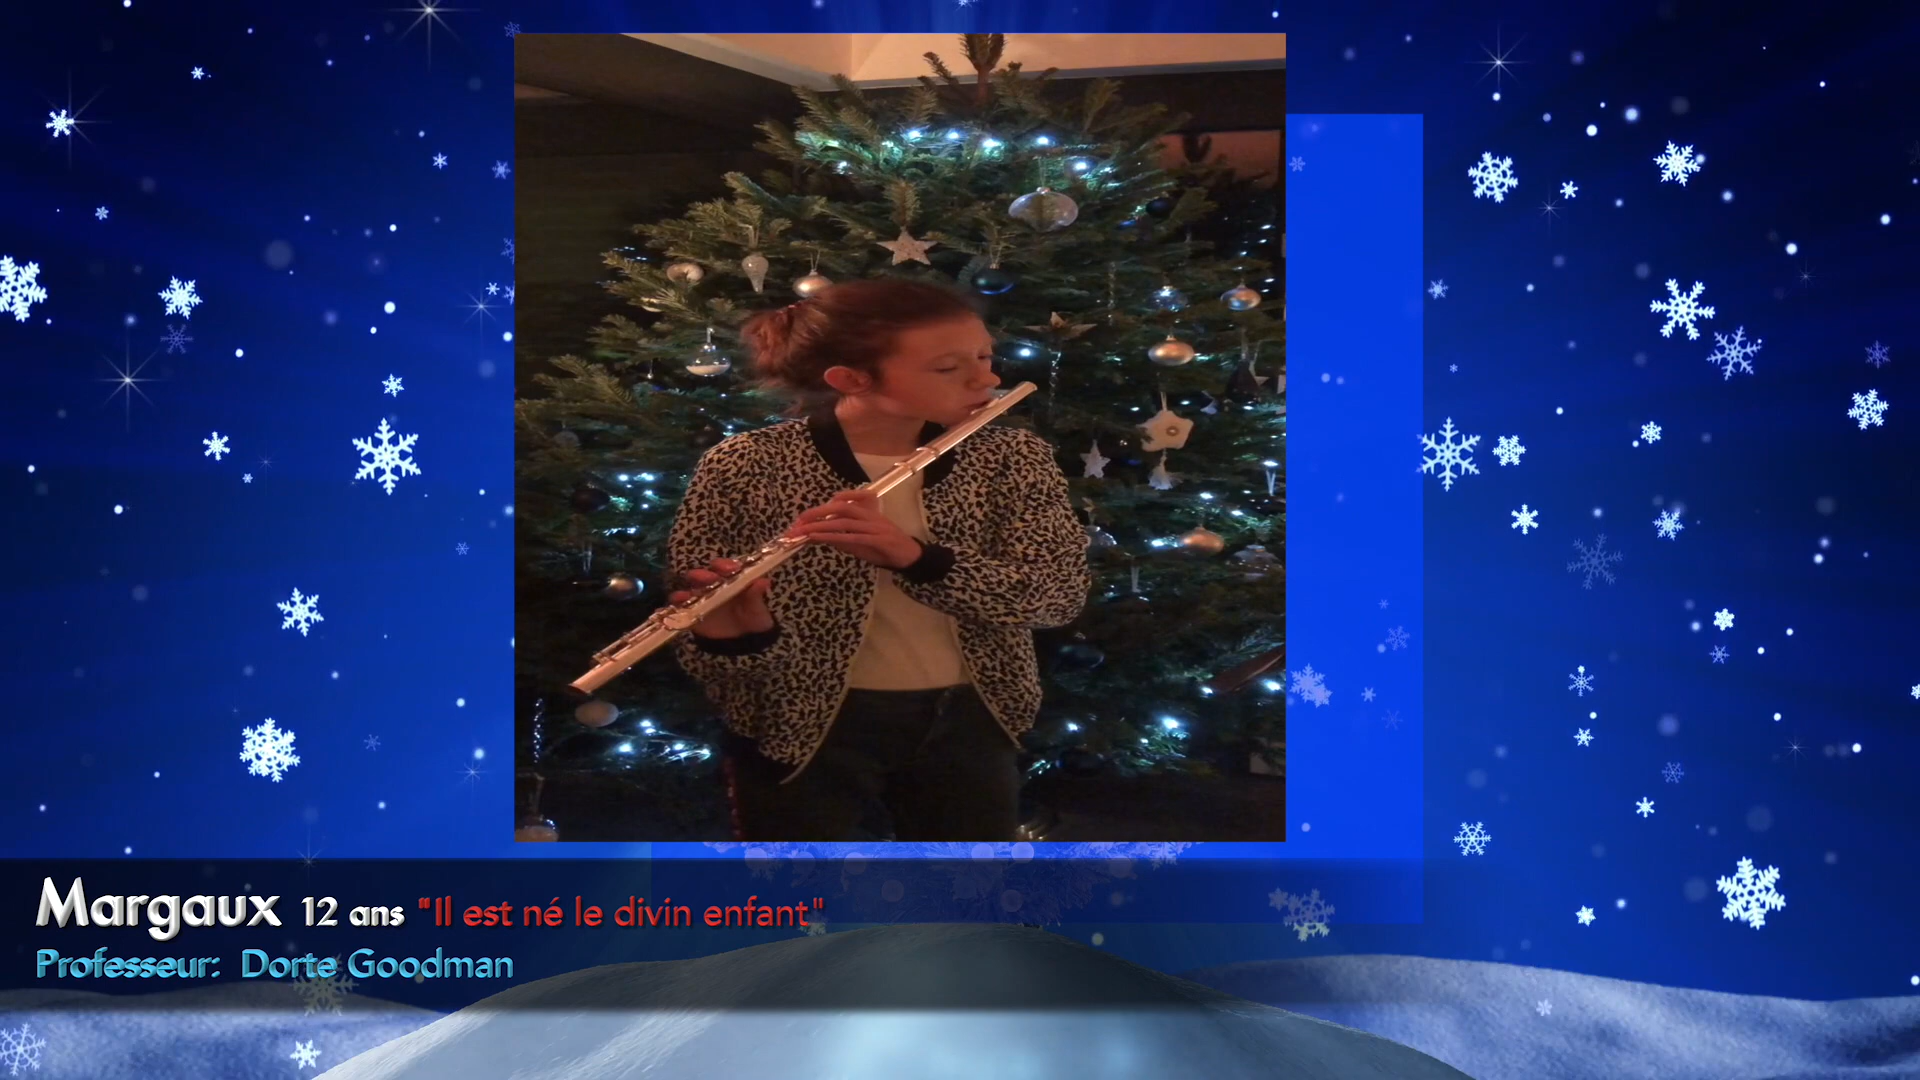 Margaux 12 ans "Il est né le divin enfant"
Professeur: Dorte Goodman